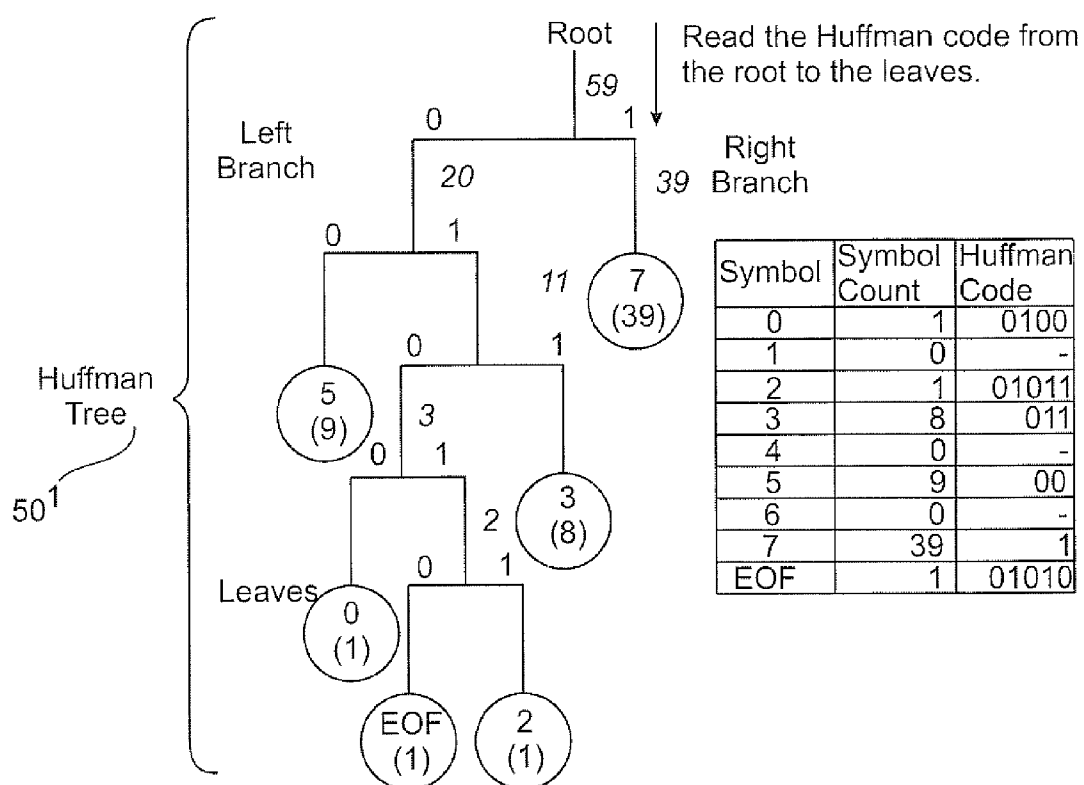 Root
Read the Huffman code from
the root to the leaves.
59
0
1
Left
Branch
Right
Branch
20
39
0
1
11
7
(39)
0
1
Huffman
Tree
50¹
5
(9)
3
0
1
3
(8)
2
0
1
Leaves
0
(1)
EOF
(1)
2
(1)
Symbol Symbol Count Huffman Code
0 1 0100
1 0 -
2 1 01011
3 8 011
4 0 -
5 9 00
6 0 -
7 39 1
EOF 1 01010